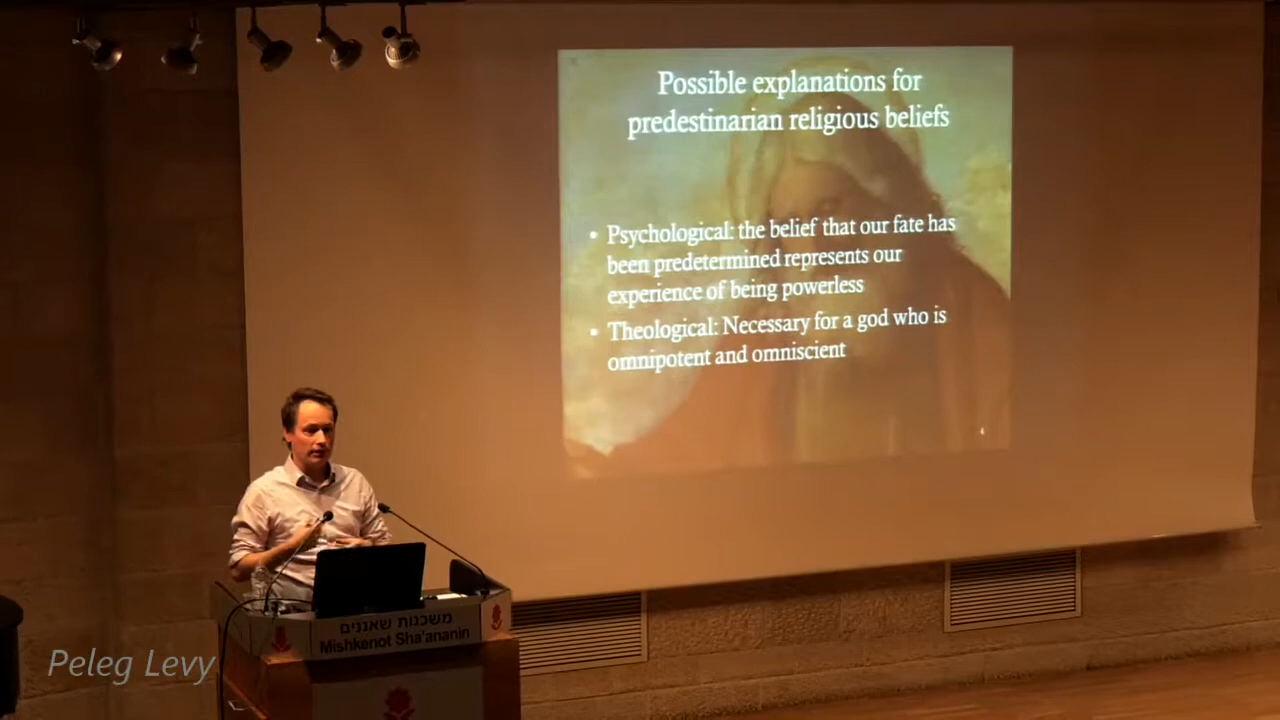 Possible explanations for
predestinarian religious beliefs
• Psychological: the belief that our fate has
been predetermined represents our
experience of being powerless
• Theological: Necessary for a god who is
omnipotent and omniscient
משכנות שאננים
Mishkenot Sha'ananin
Peleg Levy